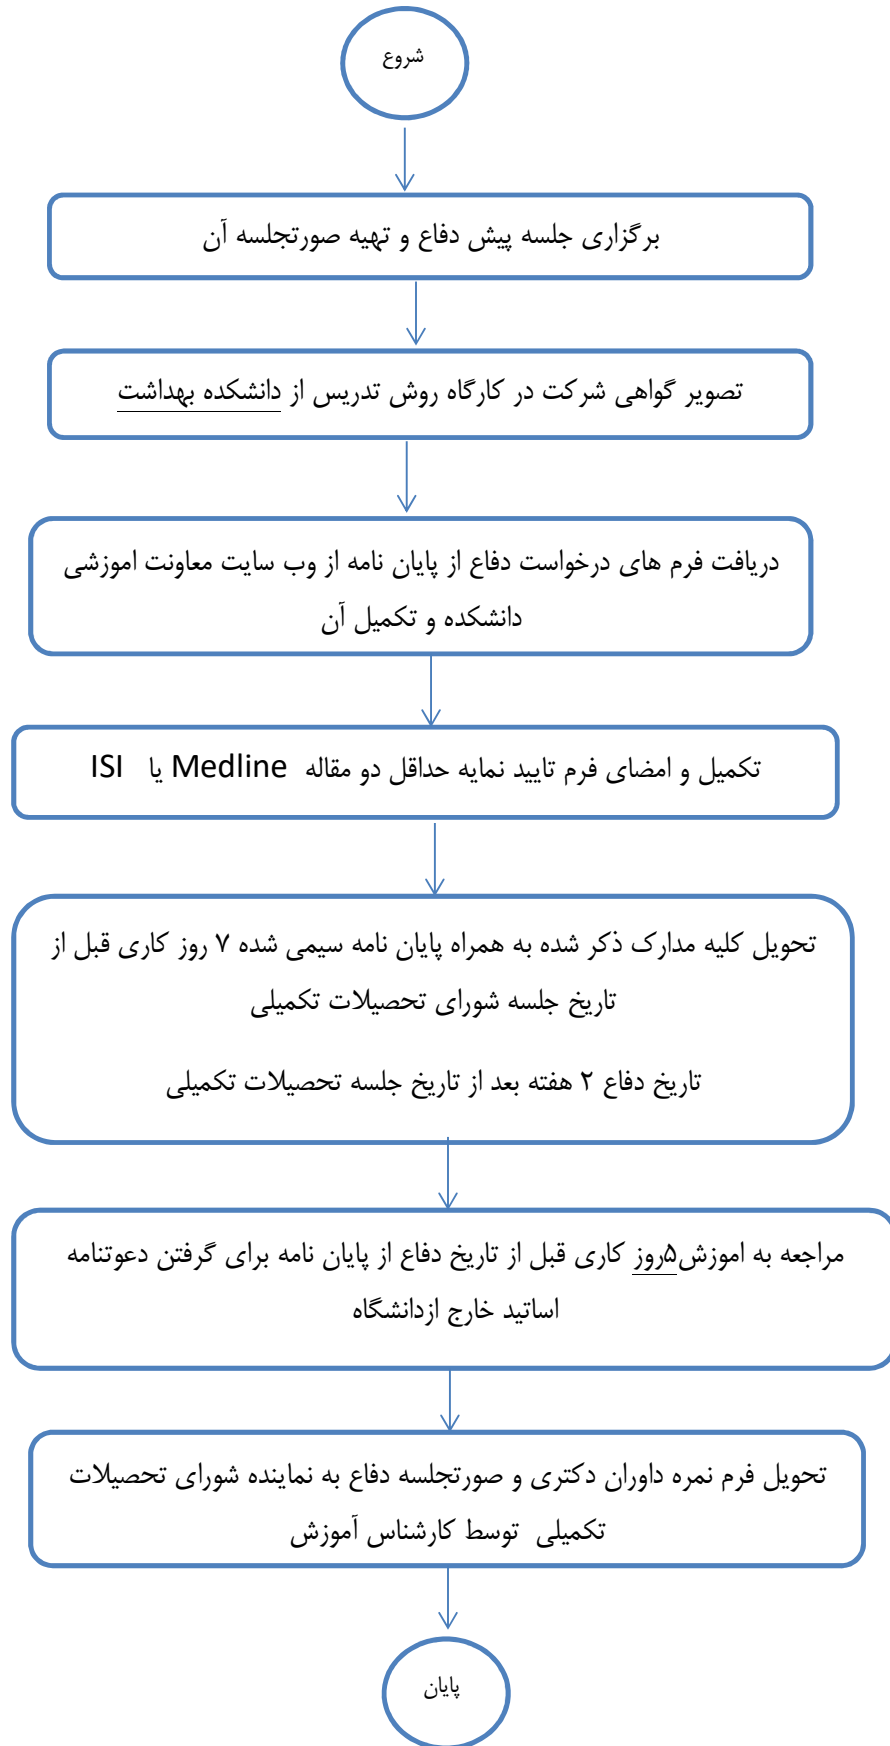 شروع
برگزاری جلسه پیش دفاع و تهیه صورتجلسه آن
تصویر گواهی شرکت در کارگاه روش تدریس از دانشکده بهداشت
دریافت فرم های درخواست دفاع از پایان نامه از وب سایت معاونت اموزشی
دانشکده و تکمیل آن
تکمیل و امضای فرم تایید نمایه حداقل دو مقاله Medline یا ISI
تحویل کلیه مدارک ذکر شده به همراه پایان نامه سیمی شده ۷ روز کاری قبل از
تاریخ جلسه شورای تحصیلات تکمیلی
تاریخ دفاع ۲ هفته بعد از تاریخ جلسه تحصیلات تکمیلی
مراجعه به اموزش۵روز کاری قبل از تاریخ دفاع از پایان نامه برای گرفتن دعوتنامه
اساتید خارج ازدانشگاه
تحویل فرم نمره داوران دکتری و صورتجلسه دفاع به نماینده شورای تحصیلات
تکمیلی توسط کارشناس آموزش
پایان